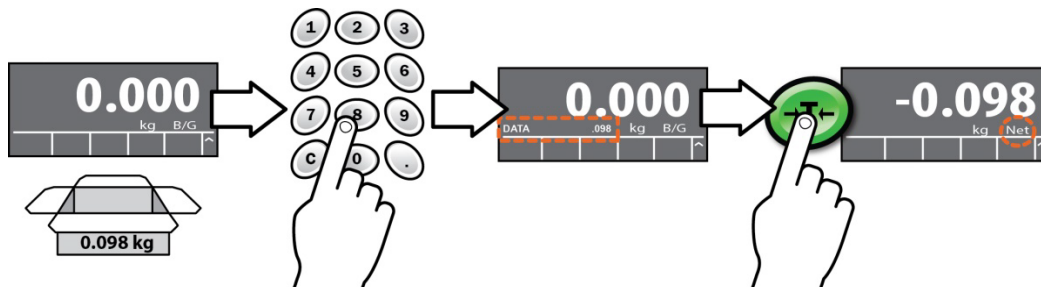 0.000
kg B/G
0.098 kg
1 2 3
4 5 6
7 8 9
C 0 .
0.000
DATA .098 kg B/G
T
-0.098
kg Net